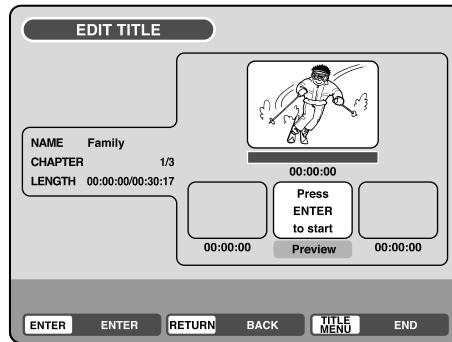 EDIT TITLE
NAME Family
CHAPTER 1/3
LENGTH 00:00:00/00:30:17
00:00:00
Press
ENTER
to start
00:00:00 Preview 00:00:00
ENTER ENTER RETURN BACK TITLE MENU END